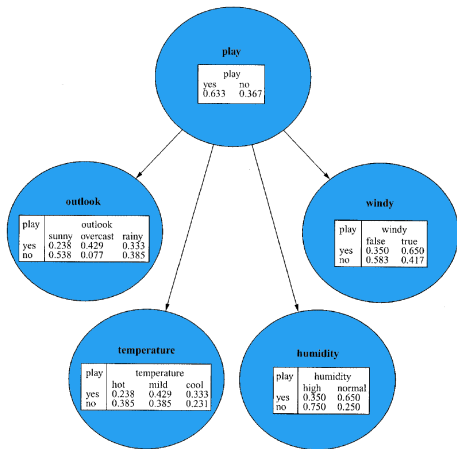 play
play
yes no
0.633 0.367
outlook
play outlook
sunny overcast rainy
yes 0.238 0.429 0.333
no 0.538 0.077 0.385
windy
play windy
false true
yes 0.350 0.650
no 0.583 0.417
temperature
play temperature
hot mild cool
yes 0.238 0.429 0.333
no 0.385 0.385 0.231
humidity
play humidity
high normal
yes 0.350 0.650
no 0.750 0.250